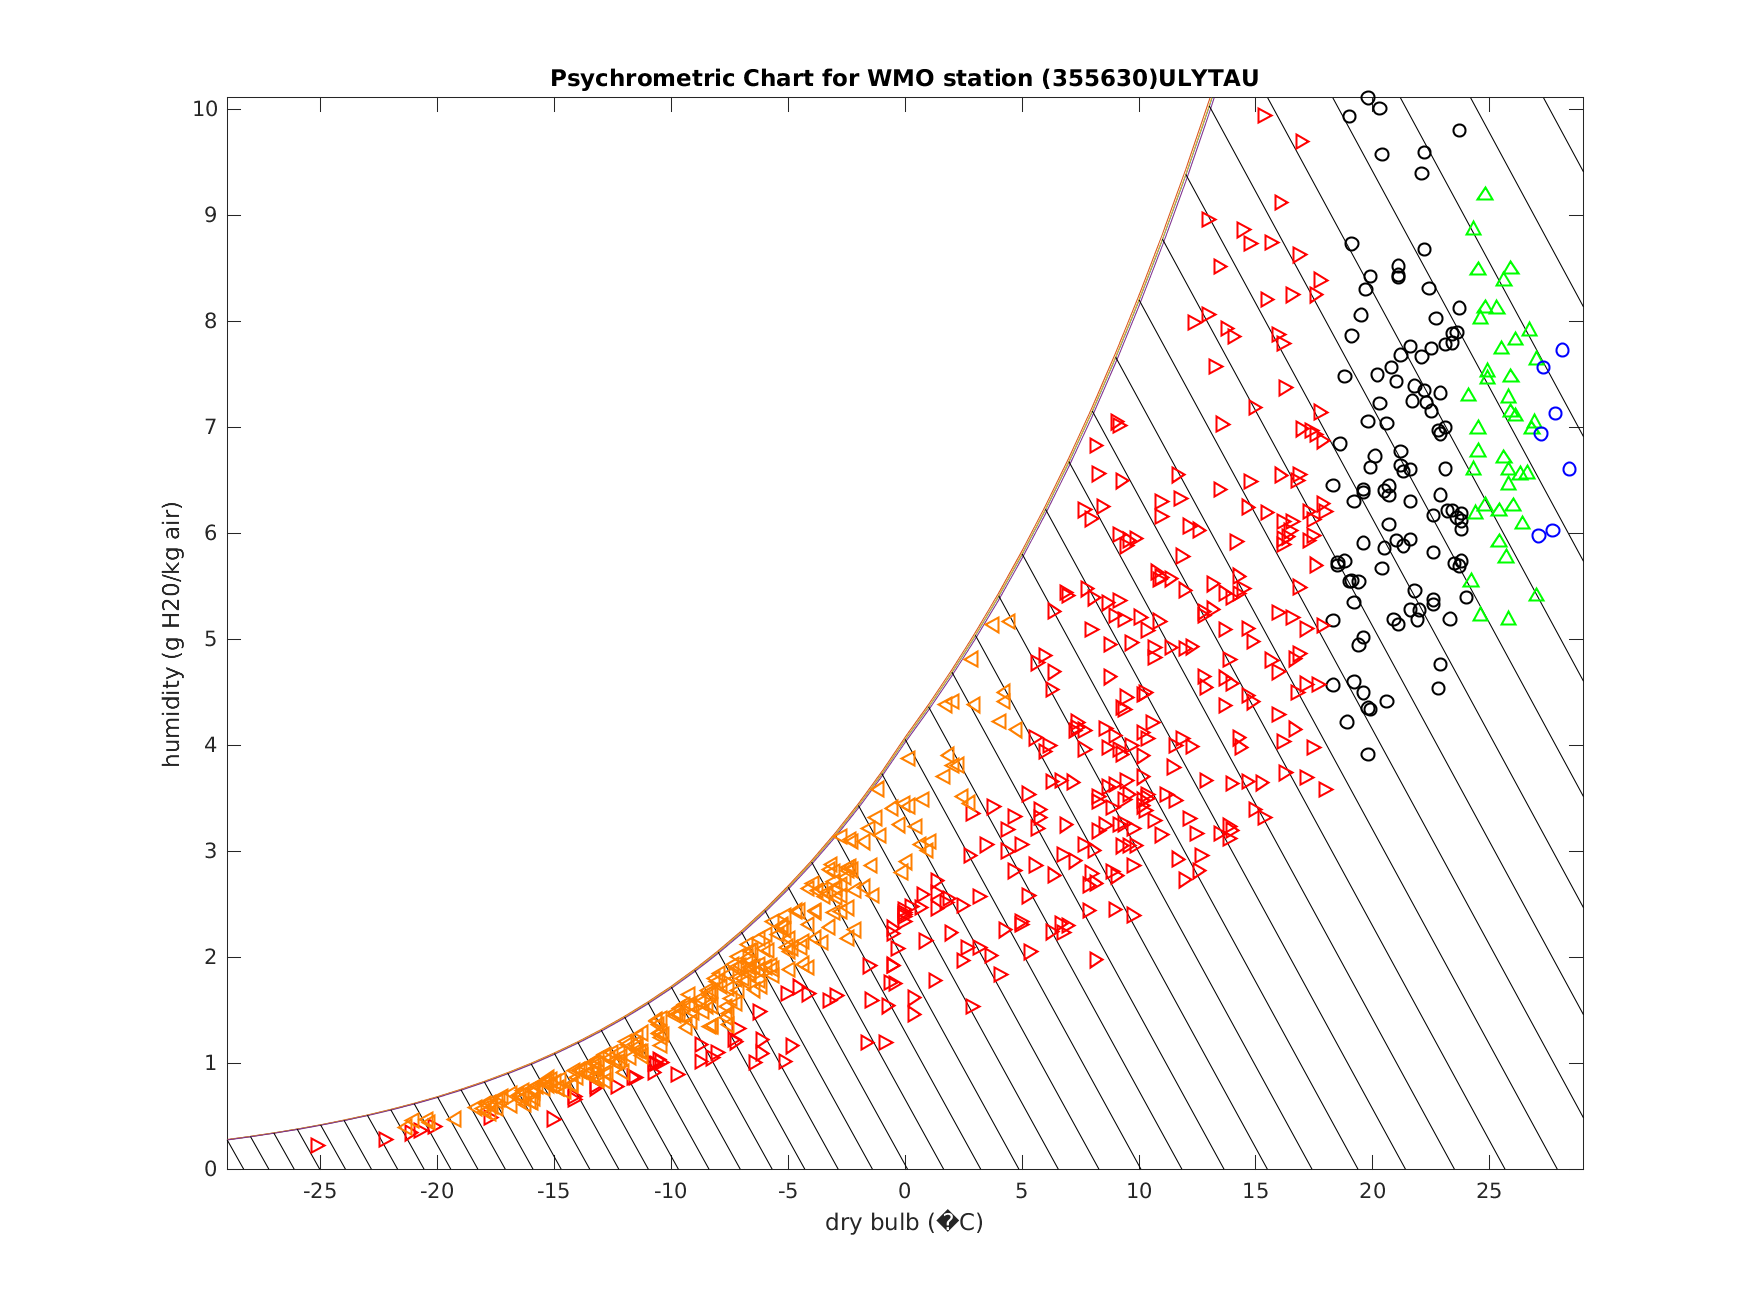 Psychrometric Chart for WMO station (355630)ULYTAU
10
9
8
7
6
5
4
3
2
1
0
humidity (g H20/kg air)
-25 -20 -15 -10 -5 0 5 10 15 20 25
dry bulb (�C)